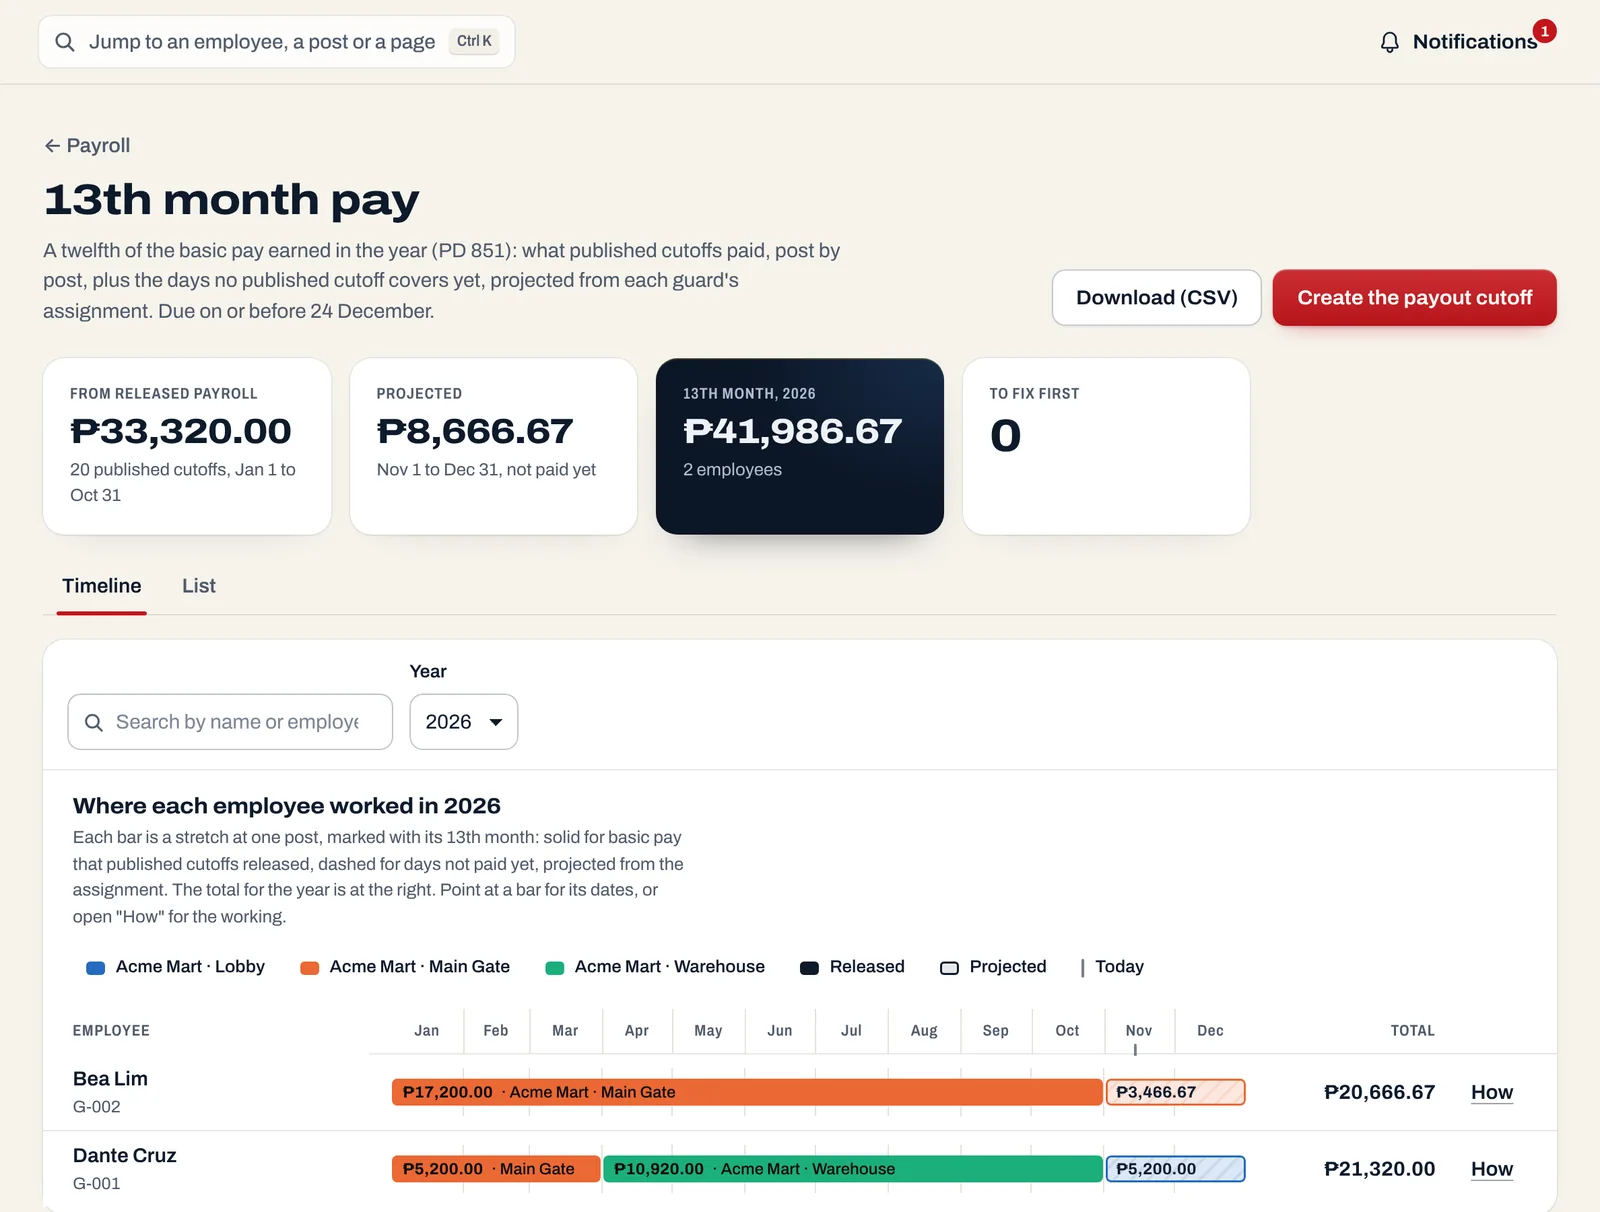 Jump to an employee, a post or a page Ctrl K
Notifications 1
← Payroll
13th month pay
A twelfth of the basic pay earned in the year (PD 851): what published cutoffs paid, post by
post, plus the days no published cutoff covers yet, projected from each guard's
assignment. Due on or before 24 December.
Download (CSV)
Create the payout cutoff
FROM RELEASED PAYROLL
₱33,320.00
20 published cutoffs, Jan 1 to
Oct 31
PROJECTED
₱8,666.67
Nov 1 to Dec 31, not paid yet
13TH MONTH, 2026
₱41,986.67
2 employees
TO FIX FIRST
0
Timeline List
Year
Search by name or employe
2026
Where each employee worked in 2026
Each bar is a stretch at one post, marked with its 13th month: solid for basic pay
that published cutoffs released, dashed for days not paid yet, projected from the
assignment. The total for the year is at the right. Point at a bar for its dates, or
open "How" for the working.
Acme Mart · Lobby Acme Mart · Main Gate Acme Mart · Warehouse Released Projected Today
EMPLOYEE Jan Feb Mar Apr May Jun Jul Aug Sep Oct Nov Dec TOTAL
Bea Lim
G-002
₱17,200.00 · Acme Mart · Main Gate ₱3,466.67 ₱20,666.67 How
Dante Cruz
G-001
₱5,200.00 · Main Gate ₱10,920.00 · Acme Mart · Warehouse ₱5,200.00 ₱21,320.00 How